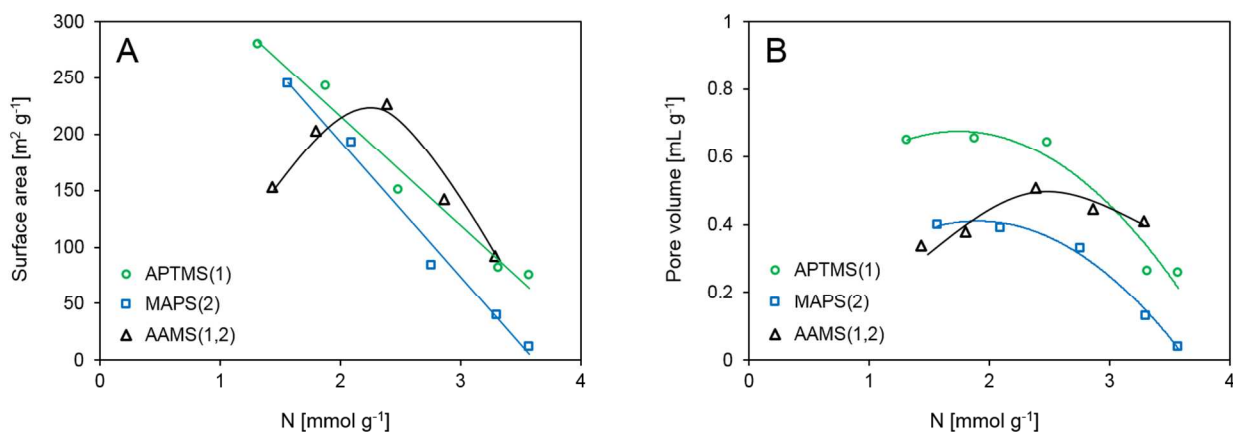 A
300
250
200
150
100
50
0
Surface area [m² g⁻¹]
APTMS(1)
MAPS(2)
AAMS(1,2)
0 1 2 3 4
N [mmol g⁻¹]
B
1
0.8
0.6
0.4
0.2
0
Pore volume [mL g⁻¹]
APTMS(1)
MAPS(2)
AAMS(1,2)
0 1 2 3 4
N [mmol g⁻¹]